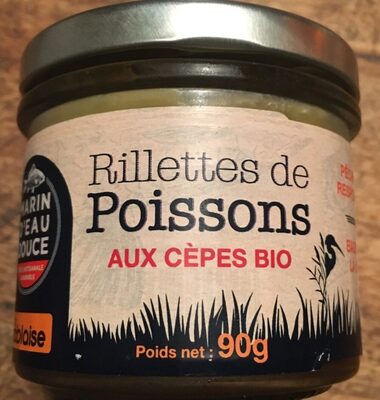 Rillettes de
Poissons
AUX CÈPES BIO
MARIN
D'EAU
DOUCE
Poids net : 90g